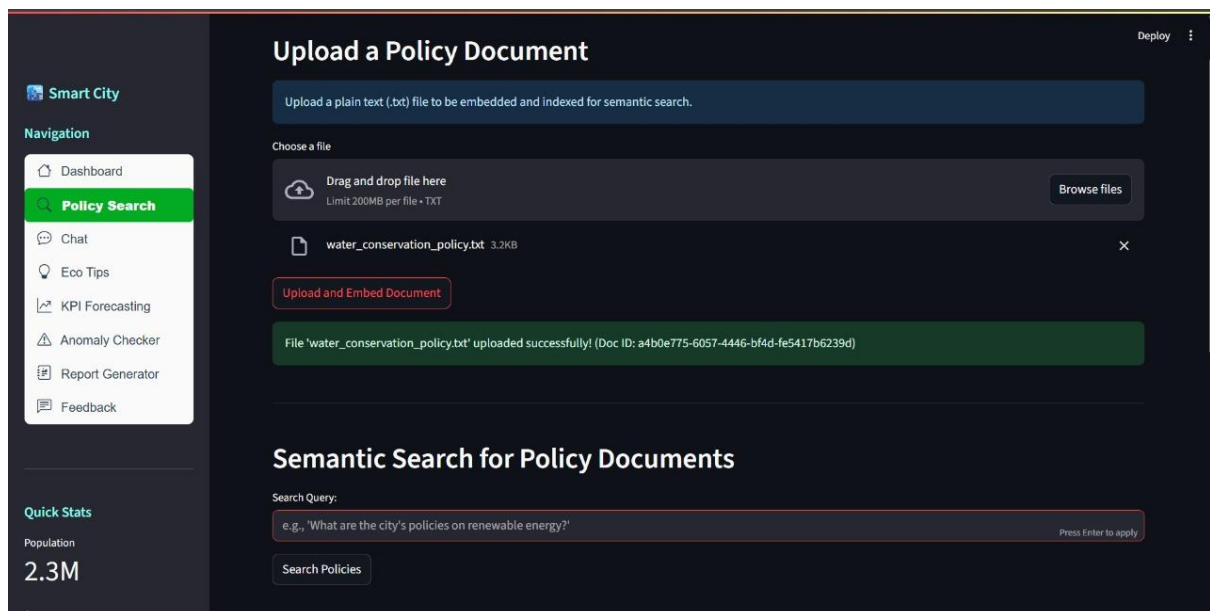 Deploy
Smart City
Navigation
Dashboard
Policy Search
Chat
Eco Tips
KPI Forecasting
Anomaly Checker
Report Generator
Feedback
Quick Stats
Population
2.3M
Upload a Policy Document
Upload a plain text (.txt) file to be embedded and indexed for semantic search.
Choose a file
Drag and drop file here
Limit 200MB per file • TXT
Browse files
water_conservation_policy.txt 3.2KB
Upload and Embed Document
File 'water_conservation_policy.txt' uploaded successfully! (Doc ID: a4b0e775-6057-4446-bf4d-fe5417b6239d)
Semantic Search for Policy Documents
Search Query:
e.g., 'What are the city's policies on renewable energy?'
Press Enter to apply
Search Policies